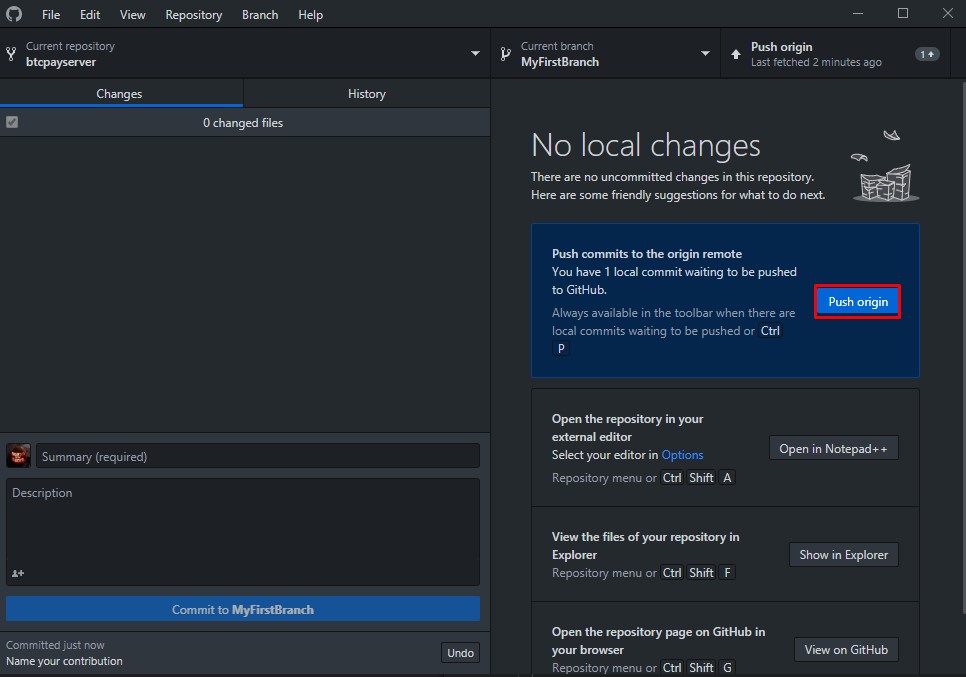 File Edit View Repository Branch Help
Current repository
btcpayserver
Current branch
MyFirstBranch
Push origin
Last fetched 2 minutes ago
1
Changes
History
0 changed files
No local changes
There are no uncommitted changes in this repository.
Here are some friendly suggestions for what to do next.
Push commits to the origin remote
You have 1 local commit waiting to be pushed
to GitHub.
Always available in the toolbar when there are
local commits waiting to be pushed or Ctrl
P
Push origin
Open the repository in your
external editor
Select your editor in Options
Repository menu or Ctrl Shift A
Open in Notepad++
View the files of your repository in
Explorer
Repository menu or Ctrl Shift F
Show in Explorer
Open the repository page on GitHub in
your browser
Repository menu or Ctrl Shift G
View on GitHub
Summary (required)
Description
Commit to MyFirstBranch
Committed just now
Name your contribution
Undo